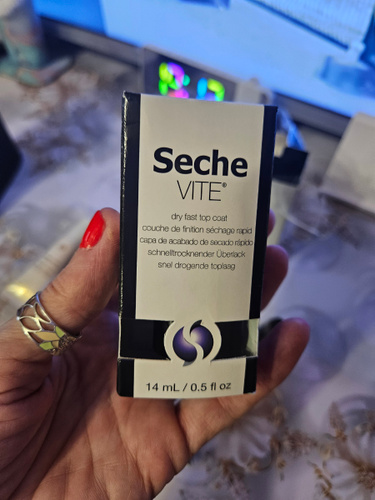 Seche
VITE®
dry fast top coat
couche de finition séchage rapid
capa de acabado de secado rápido
schnelltrocknender Überlack
snel drogende toplaag
14 mL / 0.5 fl oz